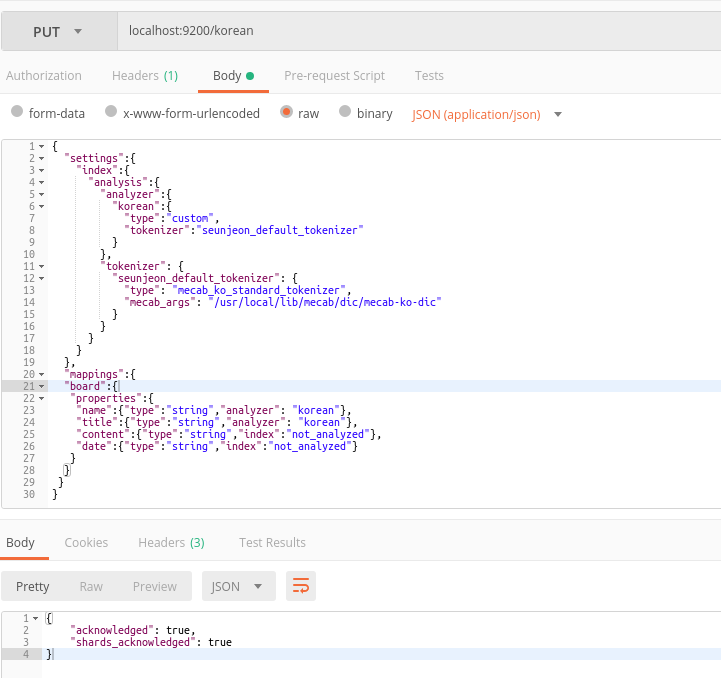 PUT localhost:9200/korean
Authorization Headers (1) Body Pre-request Script Tests
form-data x-www-form-urlencoded raw binary JSON (application/json)
1 {
2 "settings":{
3 "index":{
4 "analysis":{
5 "analyzer":{
6 "korean":{
7 "type":"custom",
8 "tokenizer":"seunjeon_default_tokenizer"
9 }
10 },
11 "tokenizer": {
12 "seunjeon_default_tokenizer": {
13 "type": "mecab_ko_standard_tokenizer",
14 "mecab_args": "/usr/local/lib/mecab/dic/mecab-ko-dic"
15 }
16 }
17 }
18 }
19 },
20 "mappings":{
21 "board":{
22 "properties":{
23 "name":{"type":"string","analyzer": "korean"},
24 "title":{"type":"string","analyzer": "korean"},
25 "content":{"type":"string","index":"not_analyzed"},
26 "date":{"type":"string","index":"not_analyzed"}
27 }
28 }
29 }
30 }
Body Cookies Headers (3) Test Results
Pretty Raw Preview JSON
1 {
2 "acknowledged": true,
3 "shards_acknowledged": true
4 }